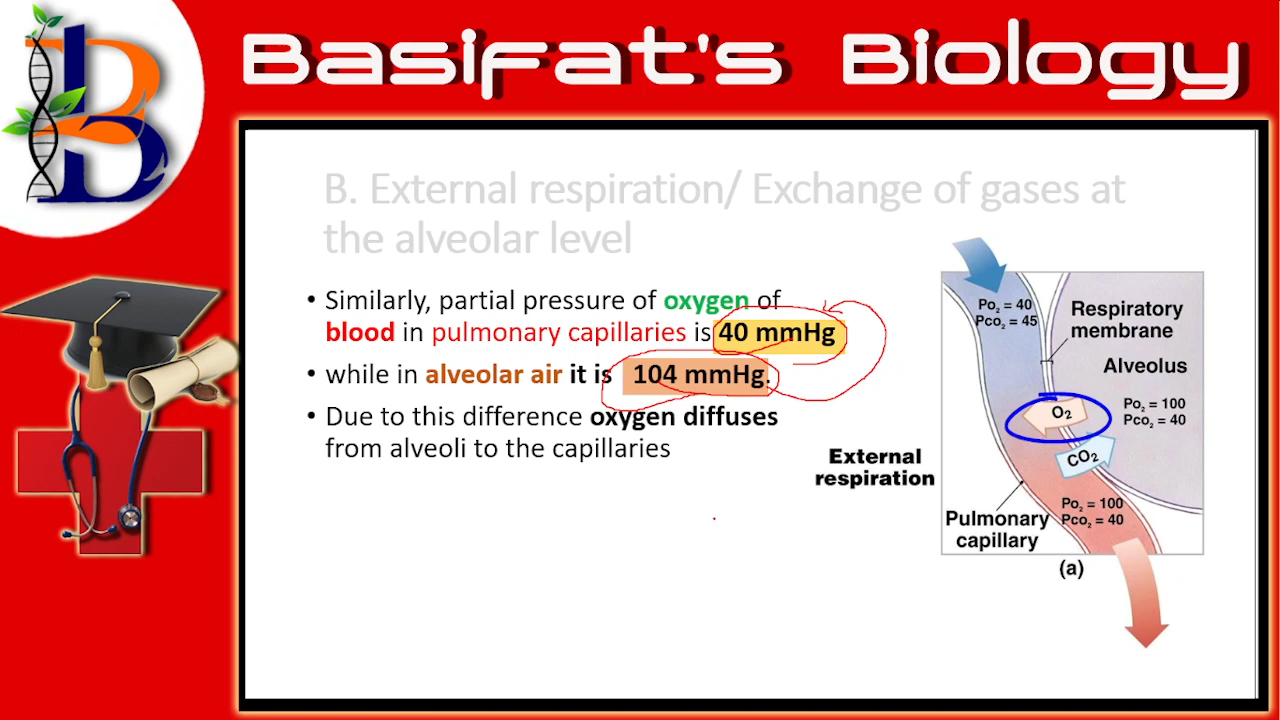 Basifat's Biology
B. External respiration/ Exchange of gases at
the alveolar level
• Similarly, partial pressure of oxygen of
blood in pulmonary capillaries is 40 mmHg
• while in alveolar air it is 104 mmHg.
• Due to this difference oxygen diffuses
from alveoli to the capillaries
Po₂ = 40
Pco₂ = 45
Respiratory
membrane
Alveolus
Po₂ = 100
Pco₂ = 40
O₂
CO₂
External
respiration
Po₂ = 100
Pco₂ = 40
Pulmonary
capillary
(a)